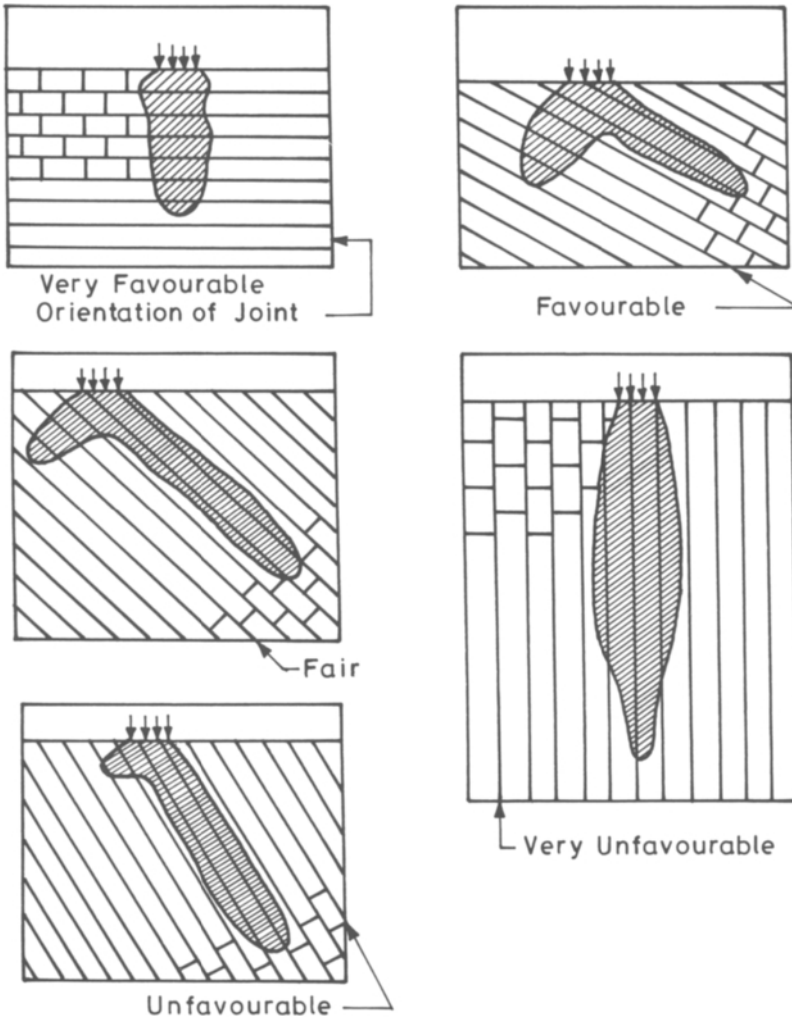 Very Favourable
Orientation of Joint
Favourable
Fair
Very Unfavourable
Unfavourable